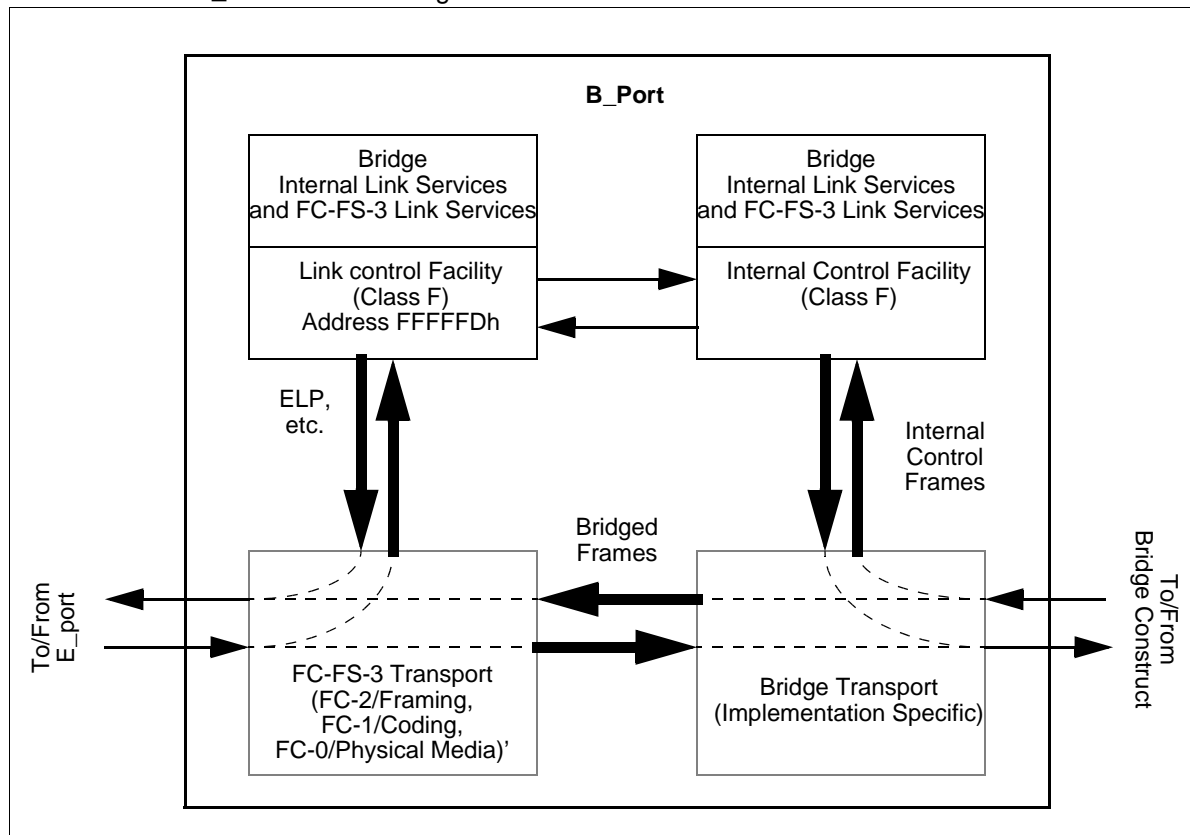 B_Port
Bridge
Internal Link Services
and FC-FS-3 Link Services
Link control Facility
(Class F)
Address FFFFFDh
Bridge
Internal Link Services
and FC-FS-3 Link Services
Internal Control Facility
(Class F)
ELP,
etc.
Internal
Control
Frames
Bridged
Frames
To/From
E_port
To/From
Bridge Construct
FC-FS-3 Transport
(FC-2/Framing,
FC-1/Coding,
FC-0/Physical Media)’
Bridge Transport
(Implementation Specific)